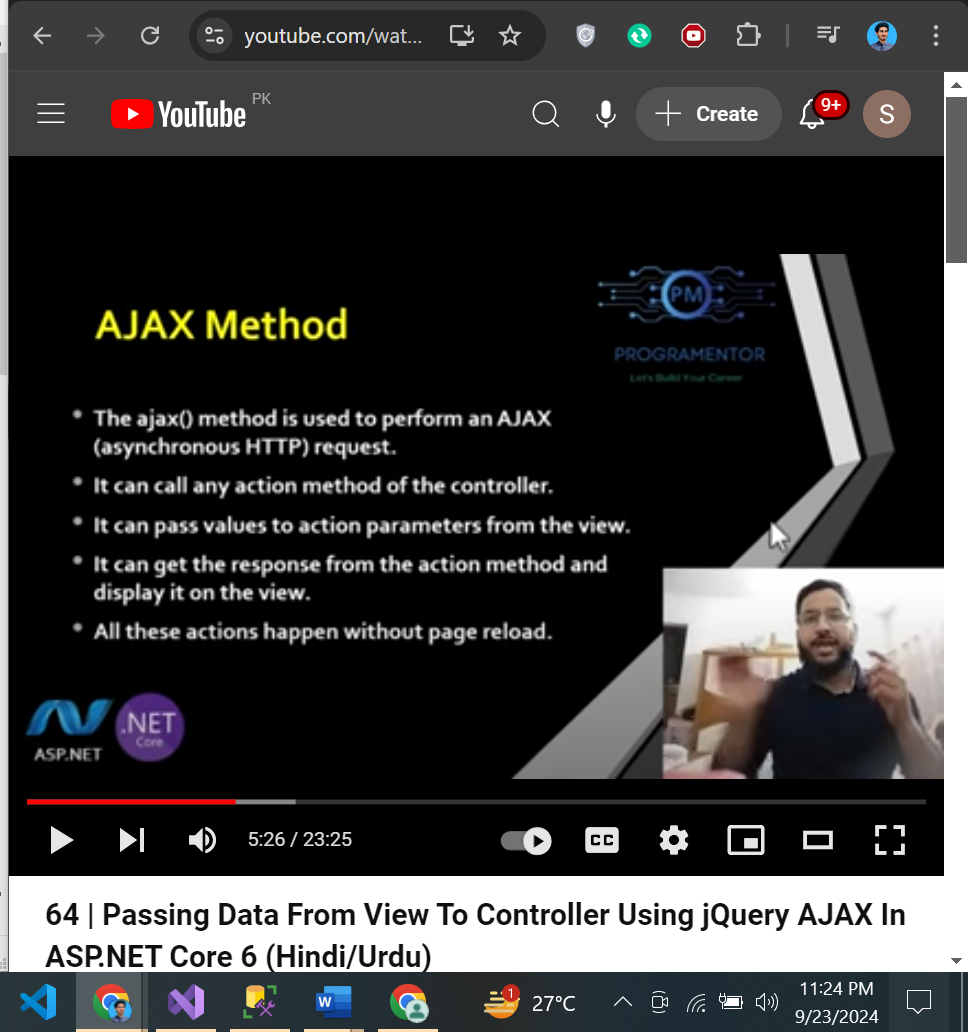 youtube.com/wat...
YouTube PK
Create
9+
S
PM
PROGRAMENTOR
Let's Build Your Career
AJAX Method
• The ajax() method is used to perform an AJAX
(asynchronous HTTP) request.
• It can call any action method of the controller.
• It can pass values to action parameters from the view.
• It can get the response from the action method and
display it on the view.
• All these actions happen without page reload.
.NET
Core
ASP.NET
5:26 / 23:25
CC
64 | Passing Data From View To Controller Using jQuery AJAX In
ASP.NET Core 6 (Hindi/Urdu)
W
1
27°C
11:24 PM
9/23/2024